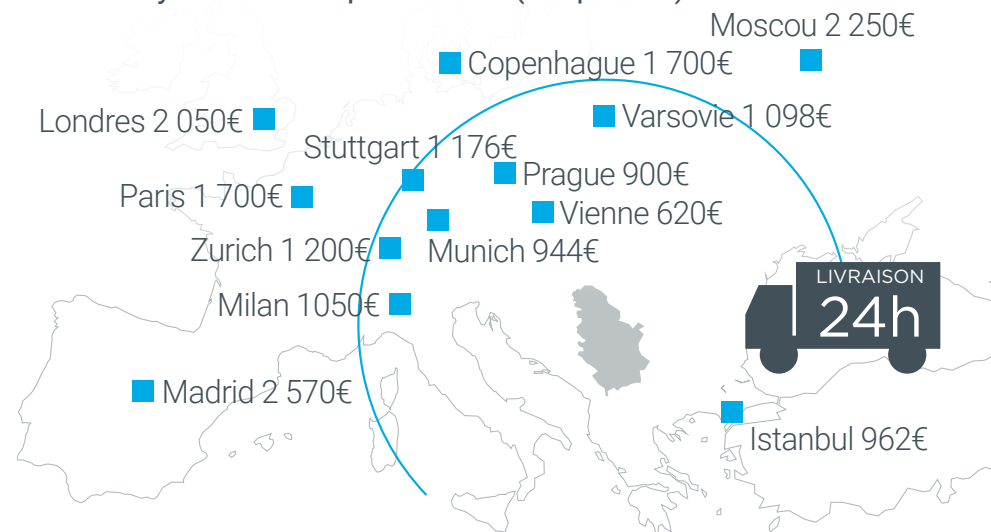 Moscou 2 250€
Copenhague 1 700€
Londres 2 050€
Varsovie 1 098€
Stuttgart 1 176€
Prague 900€
Paris 1 700€
Vienne 620€
Zurich 1 200€
Munich 944€
LIVRAISON
24h
Milan 1050€
Madrid 2 570€
Istanbul 962€